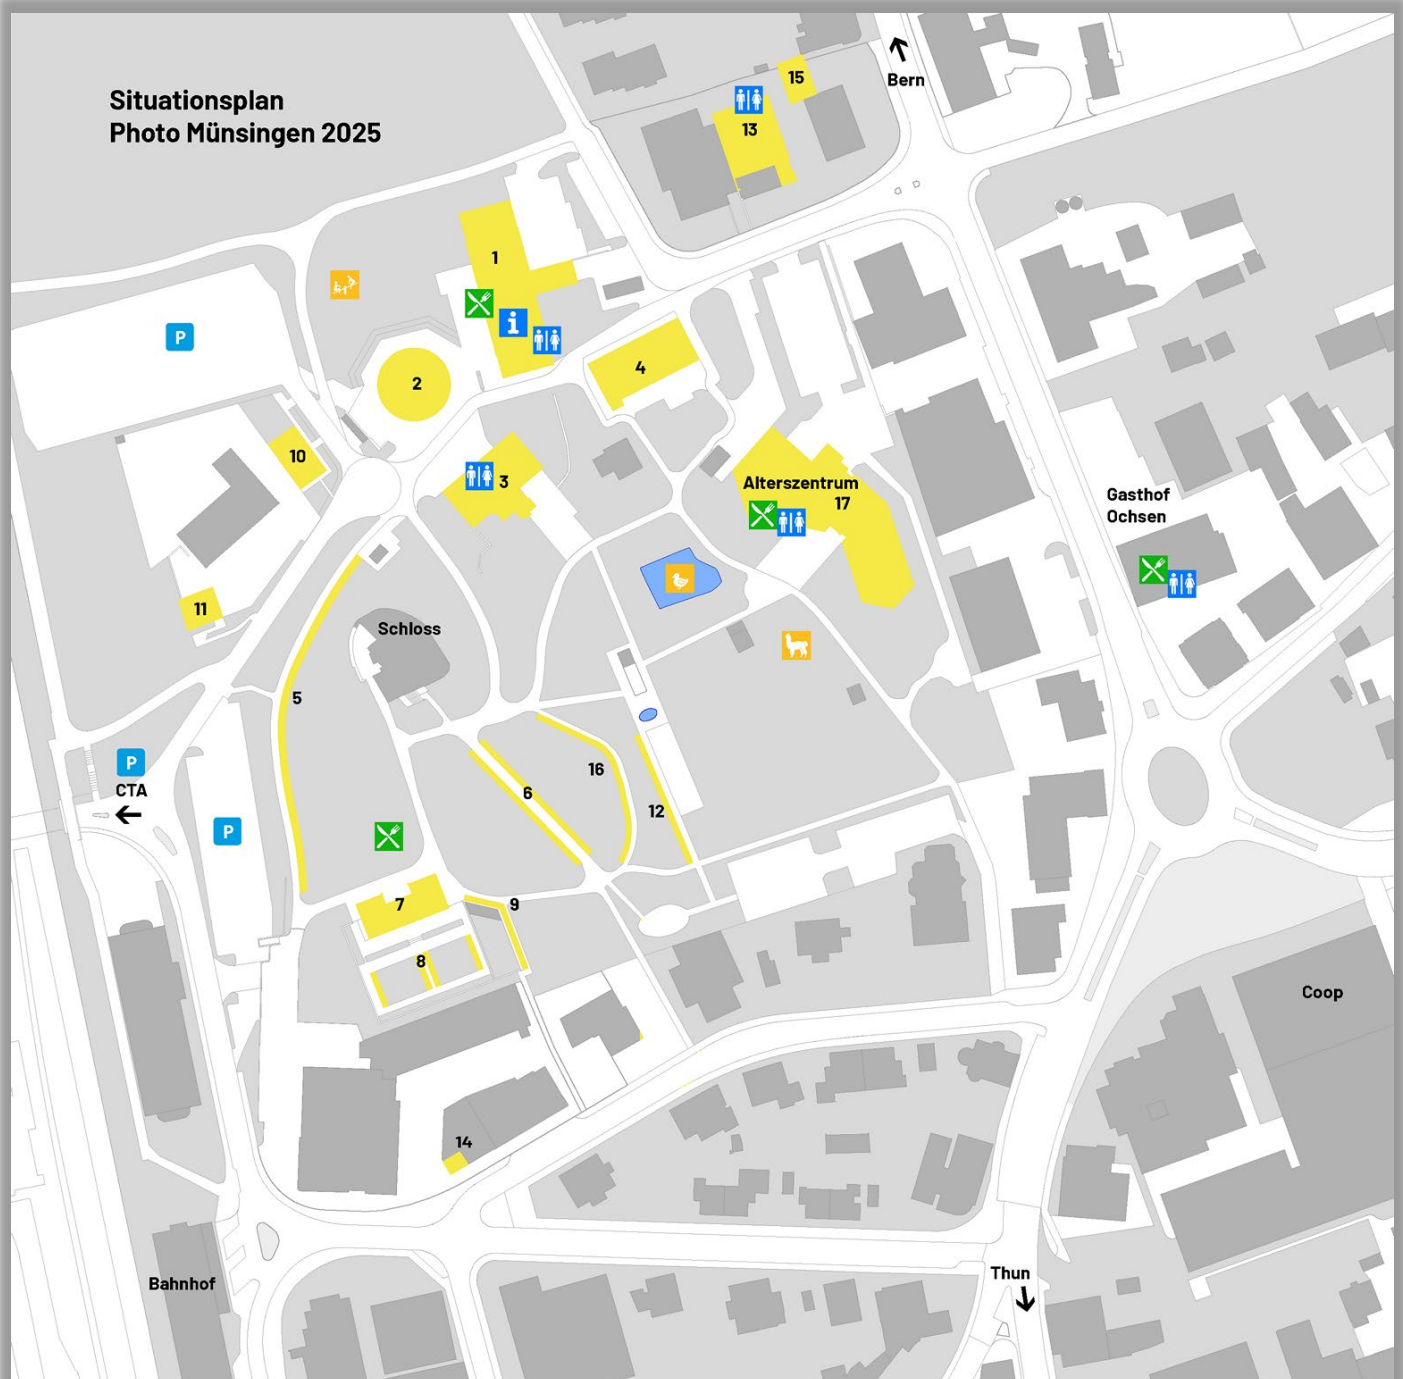 Situationsplan
Photo Münsingen 2025
Bern
15
13
1
i
P
2
4
10
3
Alterszentrum
17
Gasthof
Ochsen
11
Schloss
5
P
CTA
16
6
12
P
7
9
8
Coop
14
Thun
Bahnhof